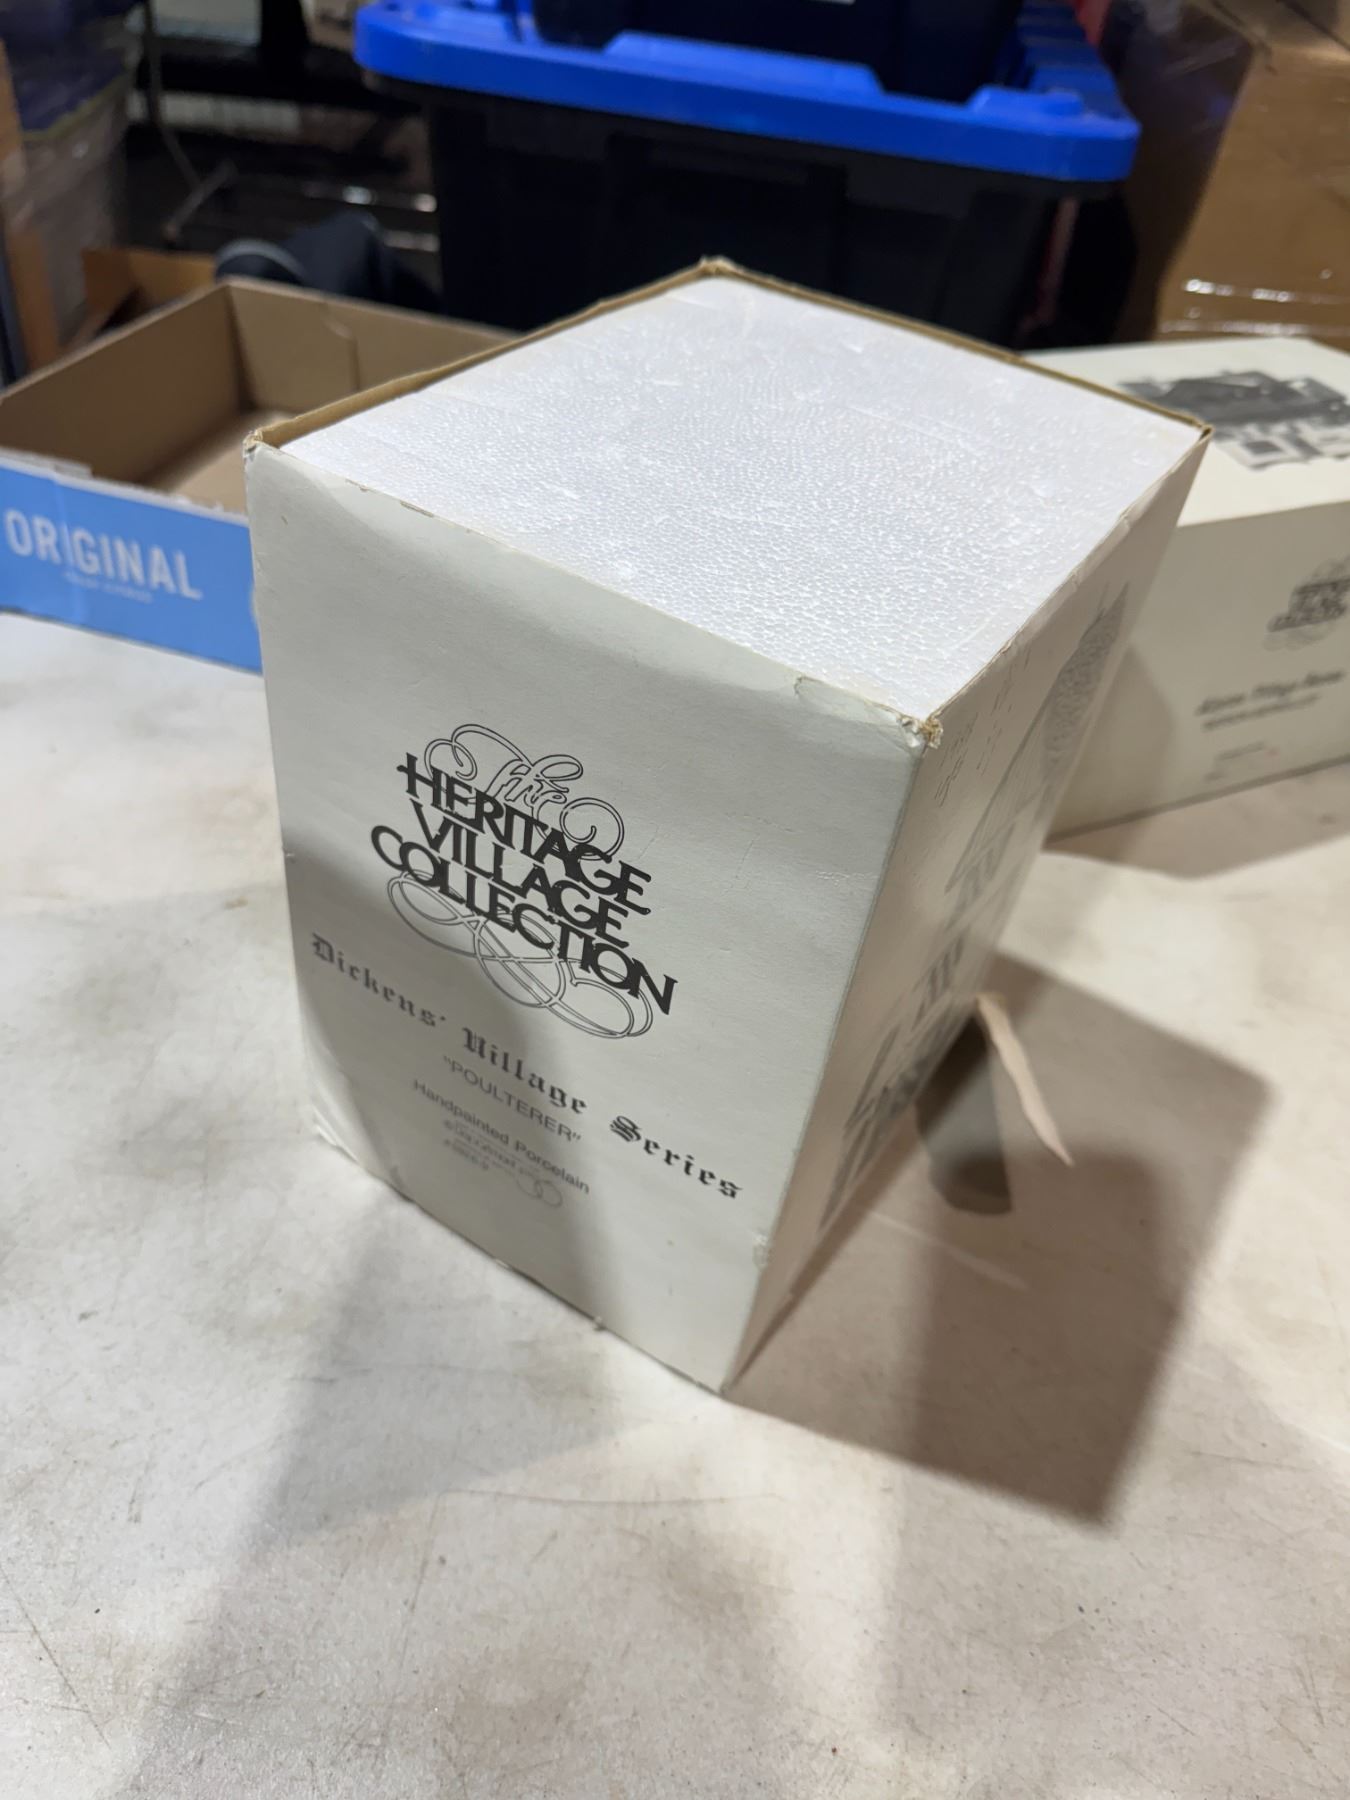 The
HERITAGE
VILLAGE
COLLECTION
Dickens' Village Series
"POULTERER"
Handpainted Porcelain
ORIGINAL